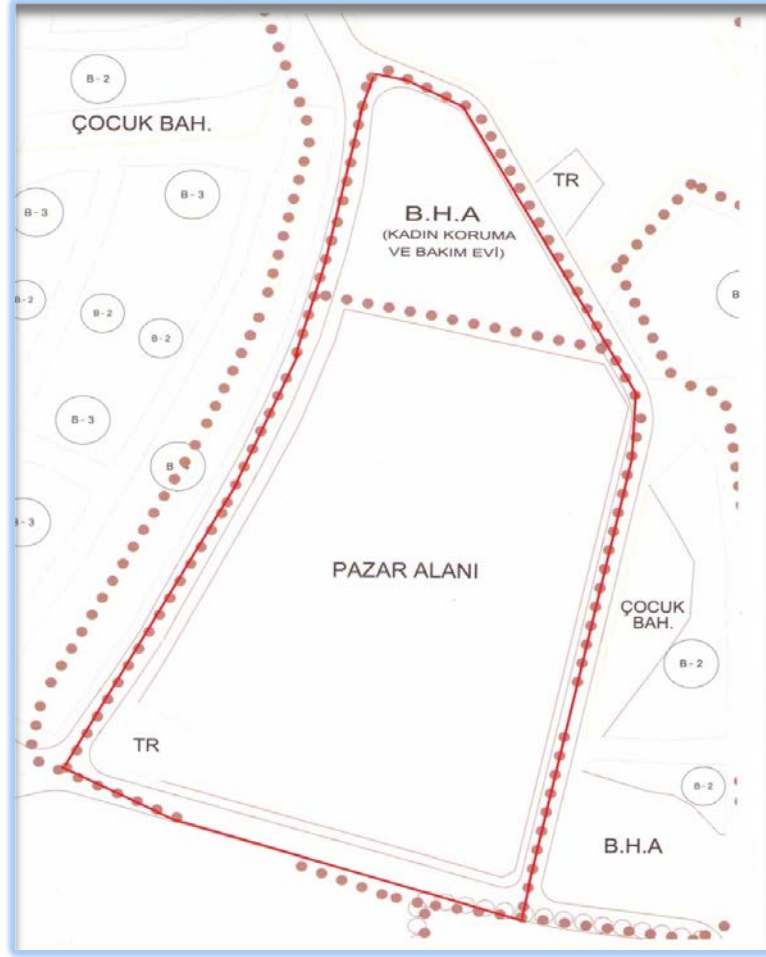 B-2
ÇOCUK BAH.
TR
B-3
B-3
B.H.A
(KADIN KORUMA
VE BAKIM EVİ)
B-2
B-2
B
B-2
B-3
B-3
PAZAR ALANI
ÇOCUK
BAH.
B-2
TR
B-2
B.H.A